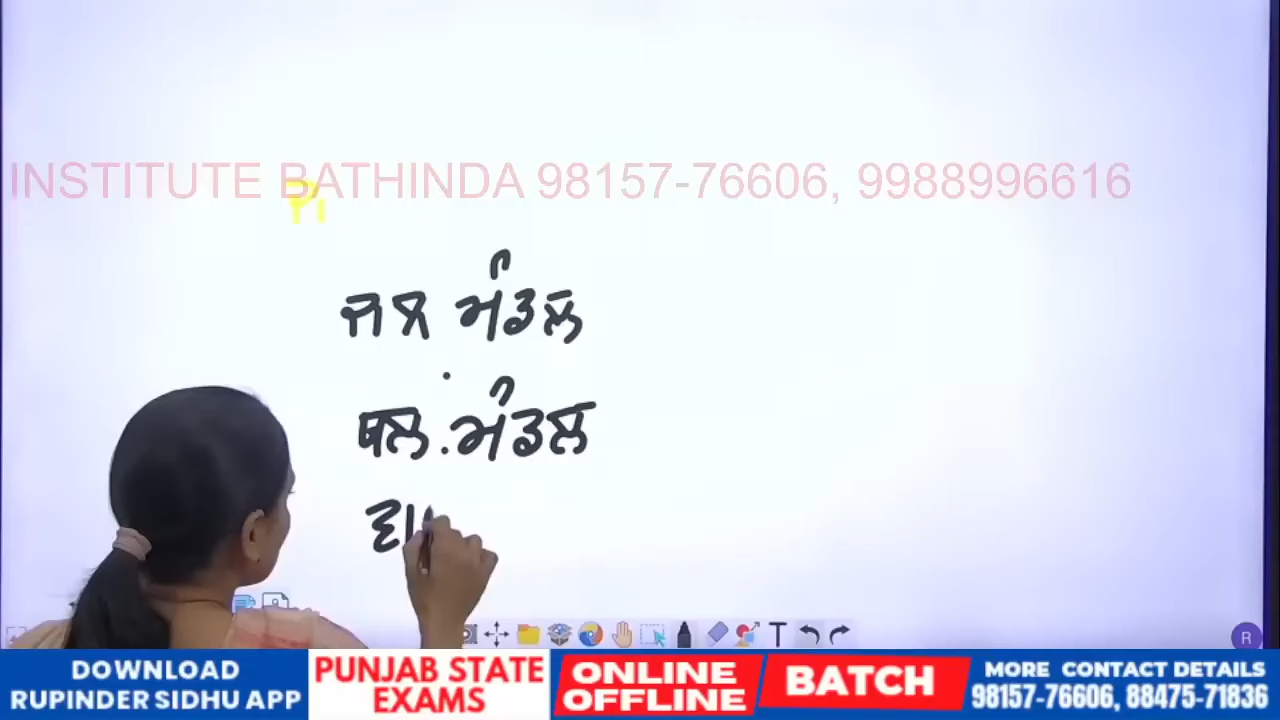 INSTITUTE BATHINDA 98157-76606, 9988996616
Pı
ਜਲ ਮੰਡਲ
ਥਲ ਮੰਡਲ
ਵਾ
DOWNLOAD
RUPINDER SIDHU APP
PUNJAB STATE
EXAMS
ONLINE
OFFLINE
BATCH
MORE CONTACT DETAILS
98157-76606, 88475-71836
T
R